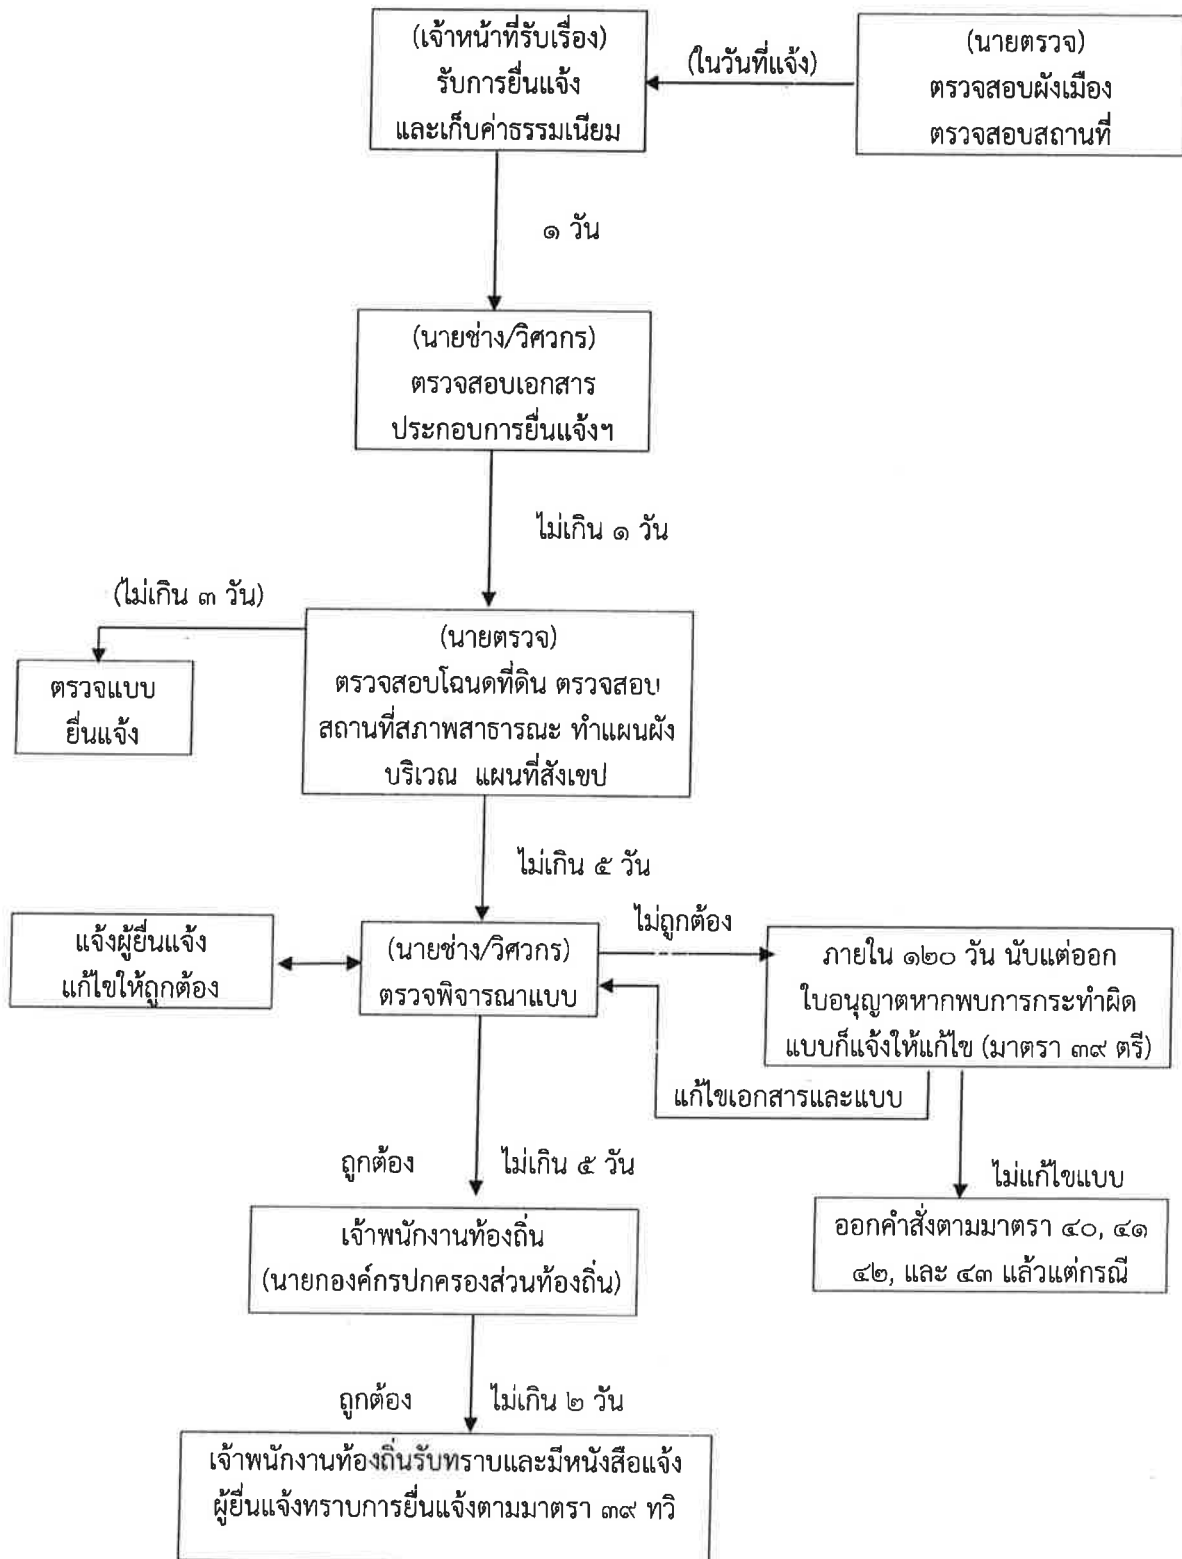 (เจ้าหน้าที่รับเรื่อง)
รับการยื่นแจ้ง
และเก็บค่าธรรมเนียม
(ในวันที่แจ้ง)
(นายตรวจ)
ตรวจสอบผังเมือง
ตรวจสอบสถานที่
๑ วัน
(นายช่าง/วิศวกร)
ตรวจสอบเอกสาร
ประกอบการยื่นแจ้งฯ
ไม่เกิน ๑ วัน
(ไม่เกิน ๓ วัน)
ตรวจแบบ
ยื่นแจ้ง
(นายตรวจ)
ตรวจสอบโฉนดที่ดิน ตรวจสอบ
สถานที่สภาพสาธารณะ ทำแผนผัง
บริเวณ แผนที่สังเขป
ไม่เกิน ๕ วัน
แจ้งผู้ยื่นแจ้ง
แก้ไขให้ถูกต้อง
(นายช่าง/วิศวกร)
ตรวจพิจารณาแบบ
ไม่ถูกต้อง
ภายใน ๑๒๐ วัน นับแต่ออก
ใบอนุญาตหากพบการกระทำผิด
แบบก็แจ้งให้แก้ไข (มาตรา ๓๙ ตรี)
แก้ไขเอกสารและแบบ
ไม่แก้ไขแบบ
ออกคำสั่งตามมาตรา ๔๐, ๔๑
๔๒, และ ๔๓ แล้วแต่กรณี
ถูกต้อง ไม่เกิน ๕ วัน
เจ้าพนักงานท้องถิ่น
(นายกองค์กรปกครองส่วนท้องถิ่น)
ถูกต้อง ไม่เกิน ๒ วัน
เจ้าพนักงานท้องถิ่นรับทราบและมีหนังสือแจ้ง
ผู้ยื่นแจ้งทราบการยื่นแจ้งตามมาตรา ๓๙ ทวิ